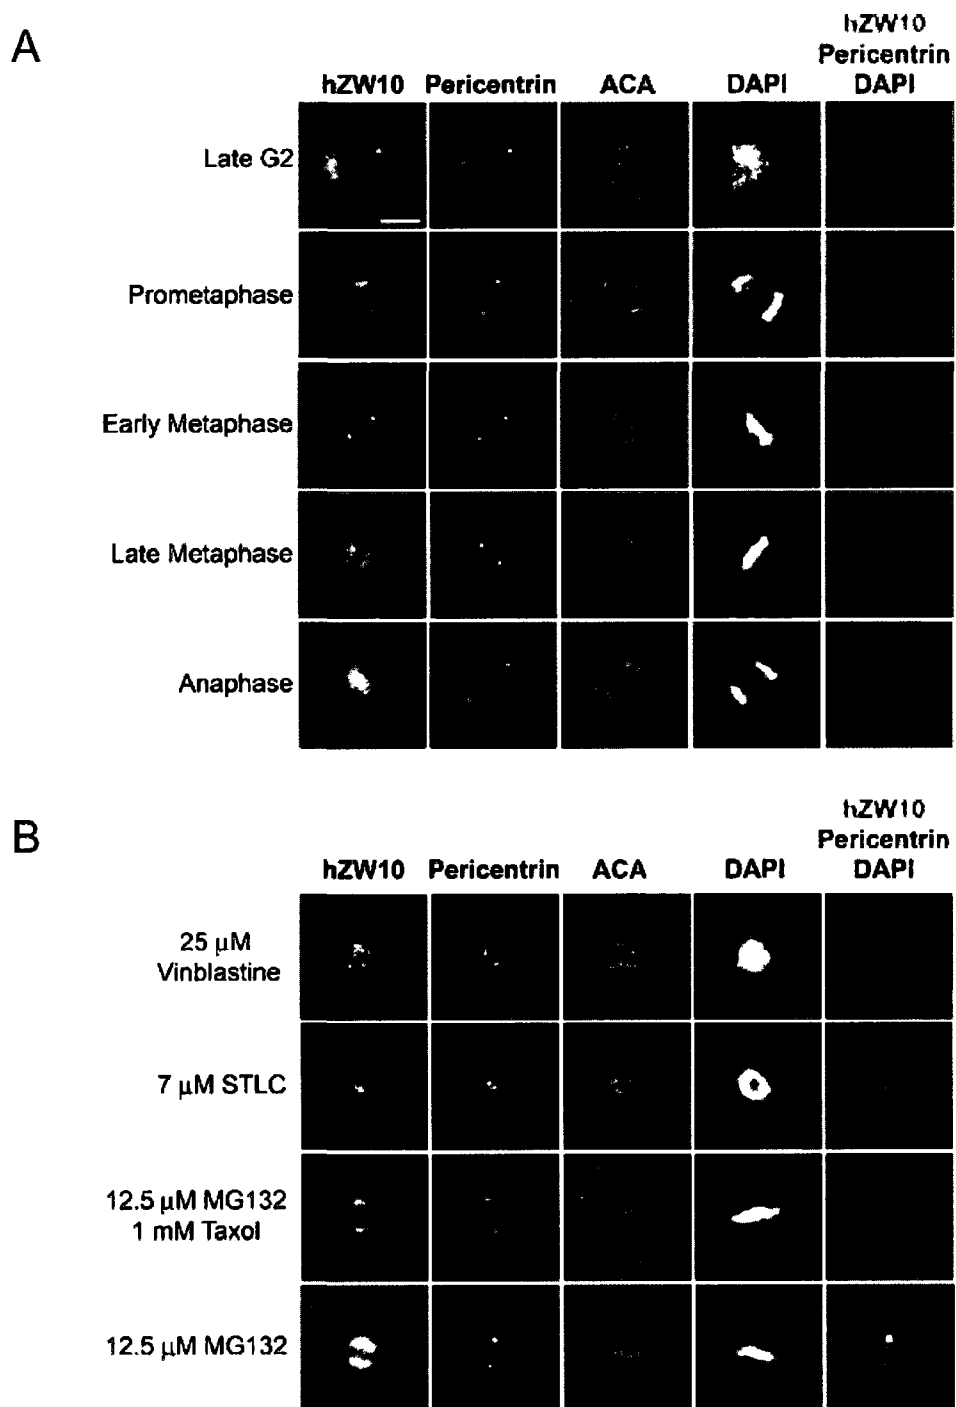 A
hZW10
Pericentrin
hZW10 Pericentrin ACA DAPI DAPI
Late G2
Prometaphase
Early Metaphase
Late Metaphase
Anaphase
B
hZW10
Pericentrin
hZW10 Pericentrin ACA DAPI DAPI
25 µM
Vinblastine
7 µM STLC
12.5 µM MG132
1 mM Taxol
12.5 µM MG132